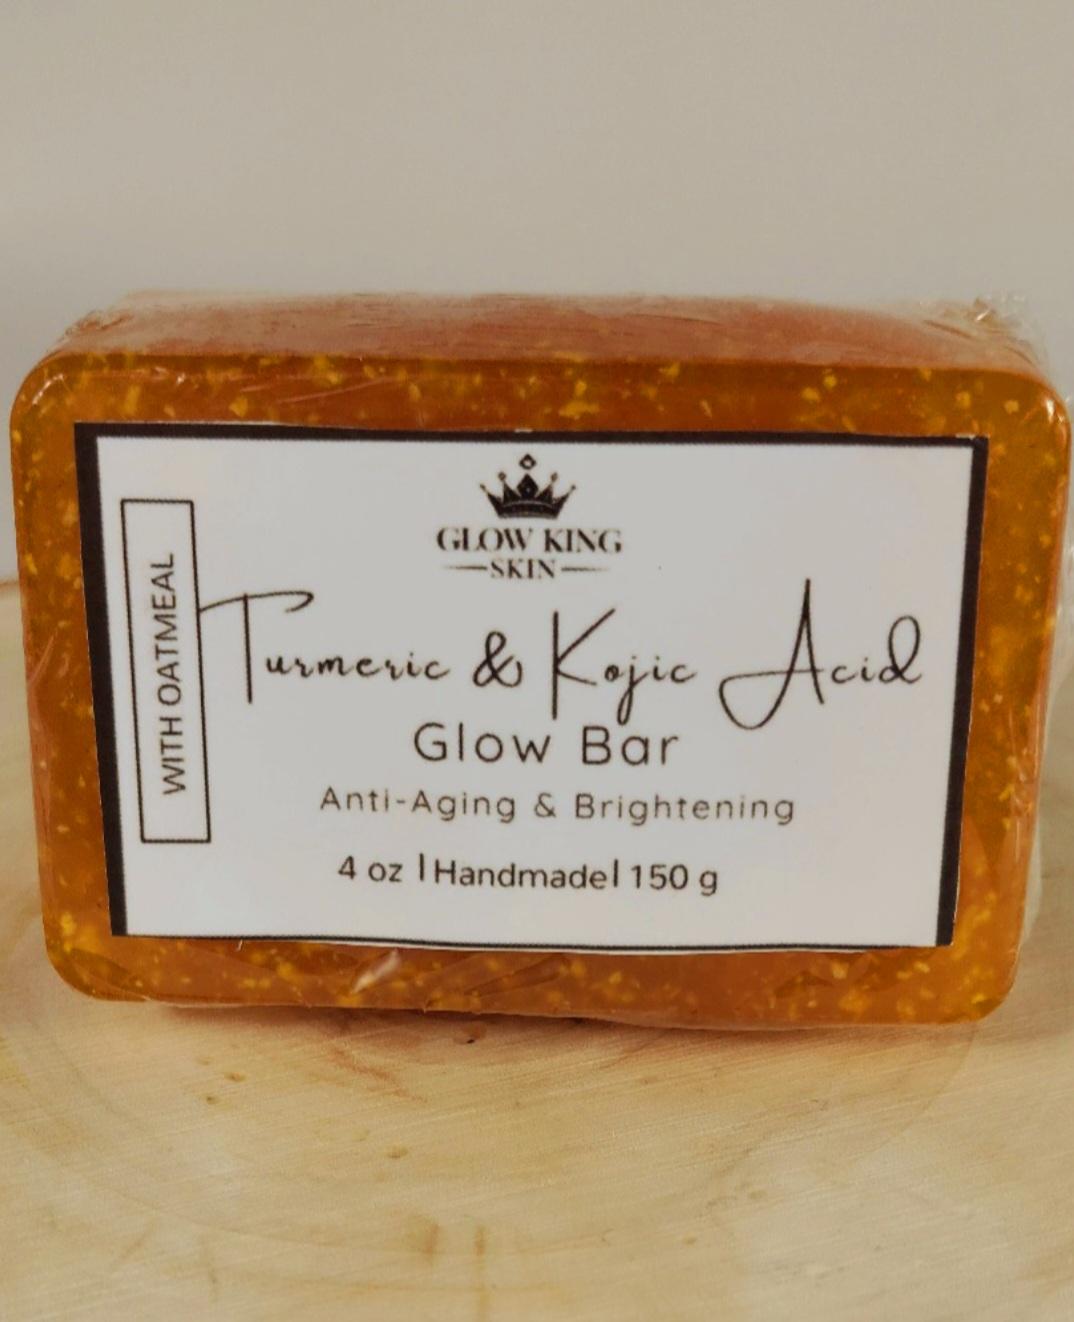 GLOW KING
SKIN
WITH OATMEAL
Turmeric & Kojic Acid
Glow Bar
Anti-Aging & Brightening
4 oz | Handmade| 150 g